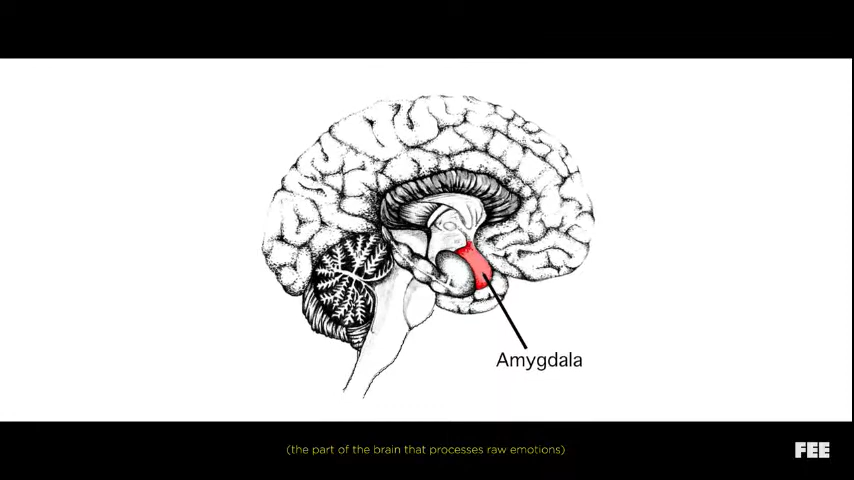 Amygdala
(the part of the brain that processes raw emotions)
FEE